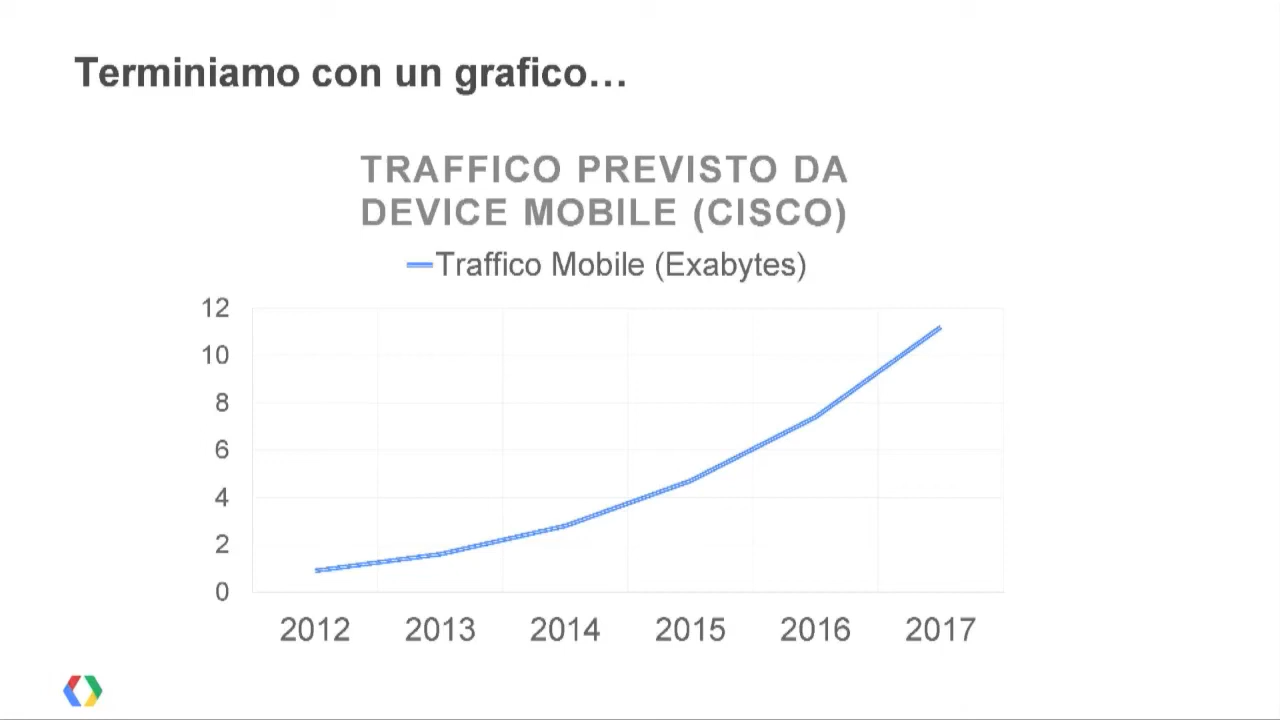 Terminiamo con un grafico…
TRAFFICO PREVISTO DA
DEVICE MOBILE (CISCO)
Traffico Mobile (Exabytes)
12
10
8
6
4
2
0
2012 2013 2014 2015 2016 2017